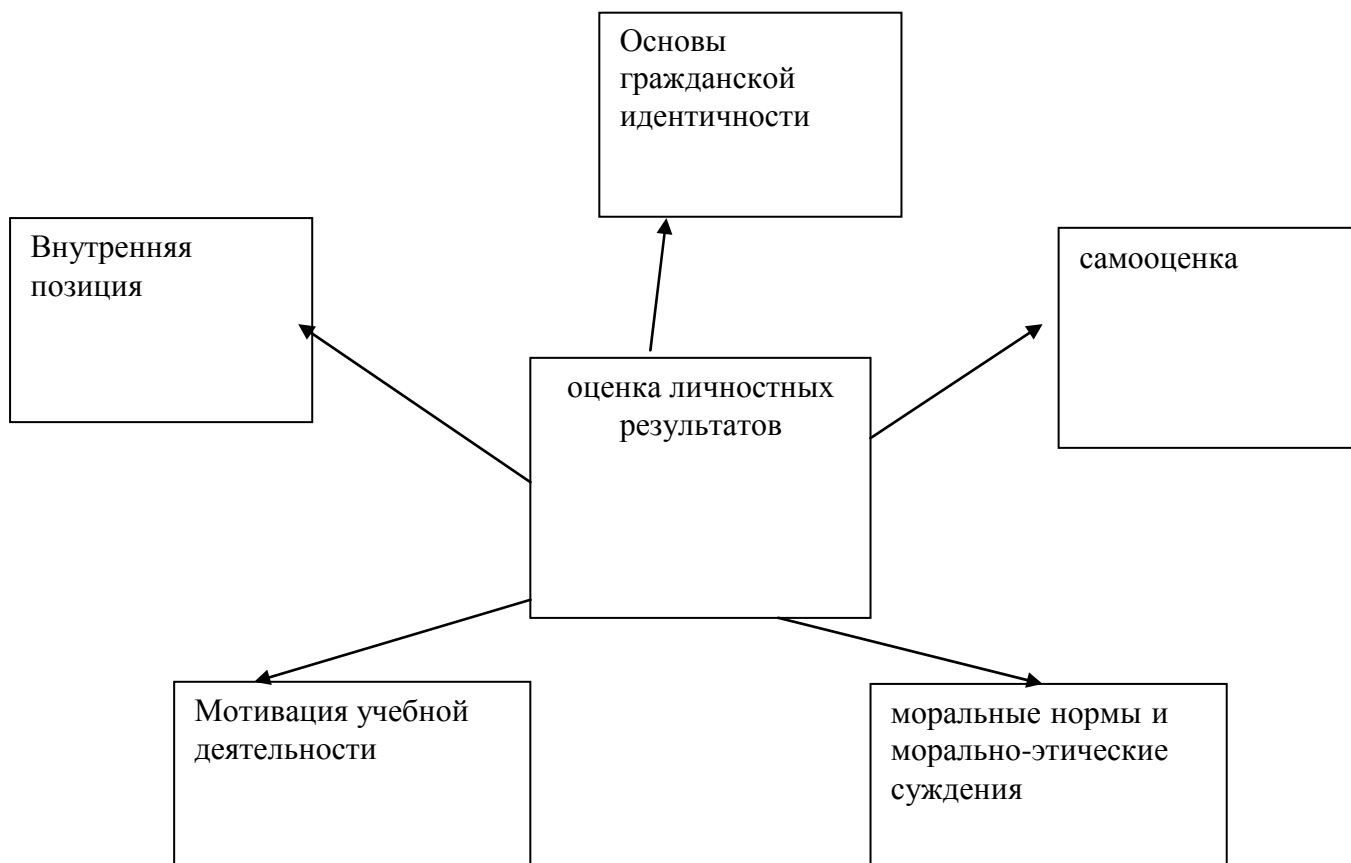 Основы
гражданской
идентичности
Внутренняя
позиция
самооценка
оценка личностных
результатов
Мотивация учебной
деятельности
моральные нормы и
морально-этические
суждения